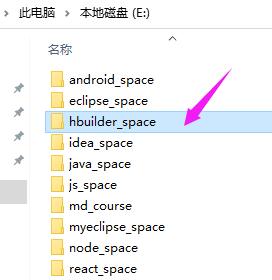 此电脑 > 本地磁盘 (E:) >
名称
android_space
eclipse_space
hbuilder_space
idea_space
java_space
js_space
md_course
myeclipse_space
node_space
react_space